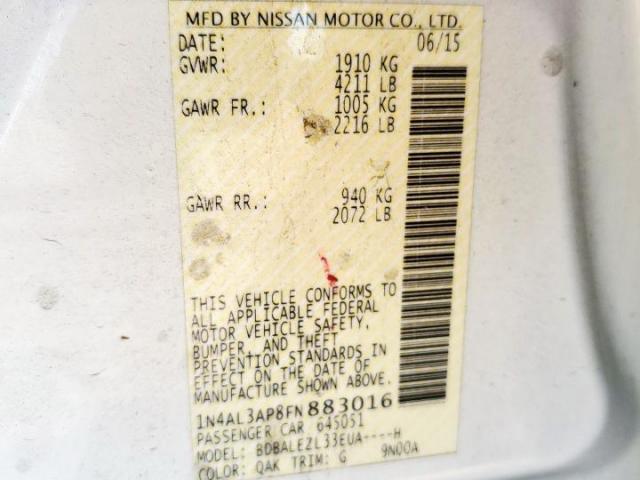 MFD BY NISSAN MOTOR CO., LTD.
DATE: 06/15
GVWR: 1910 KG
4211 LB
GAWR FR.: 1005 KG
2216 LB
GAWR RR.: 940 KG
2072 LB
THIS VEHICLE CONFORMS TO
ALL APPLICABLE FEDERAL
MOTOR VEHICLE SAFETY,
BUMPER, AND THEFT
PREVENTION STANDARDS IN
EFFECT ON THE DATE OF
MANUFACTURE SHOWN ABOVE.
1N4AL3AP8FN883016
PASSENGER CAR 645051
MODEL: BDBALEZL33EUA----H
COLOR: QAK TRIM: G 9N00A